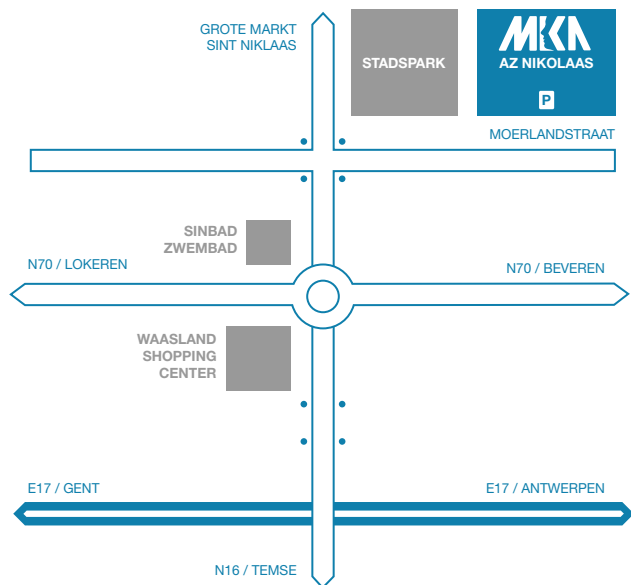 GROTE MARKT
SINT NIKLAAS
STADSPARK
MKA
AZ NIKOLAAS
P
MOERLANDSTRAAT
SINBAD
ZWEMBAD
N70 / LOKEREN
N70 / BEVEREN
WAASLAND
SHOPPING
CENTER
E17 / GENT
E17 / ANTWERPEN
N16 / TEMSE